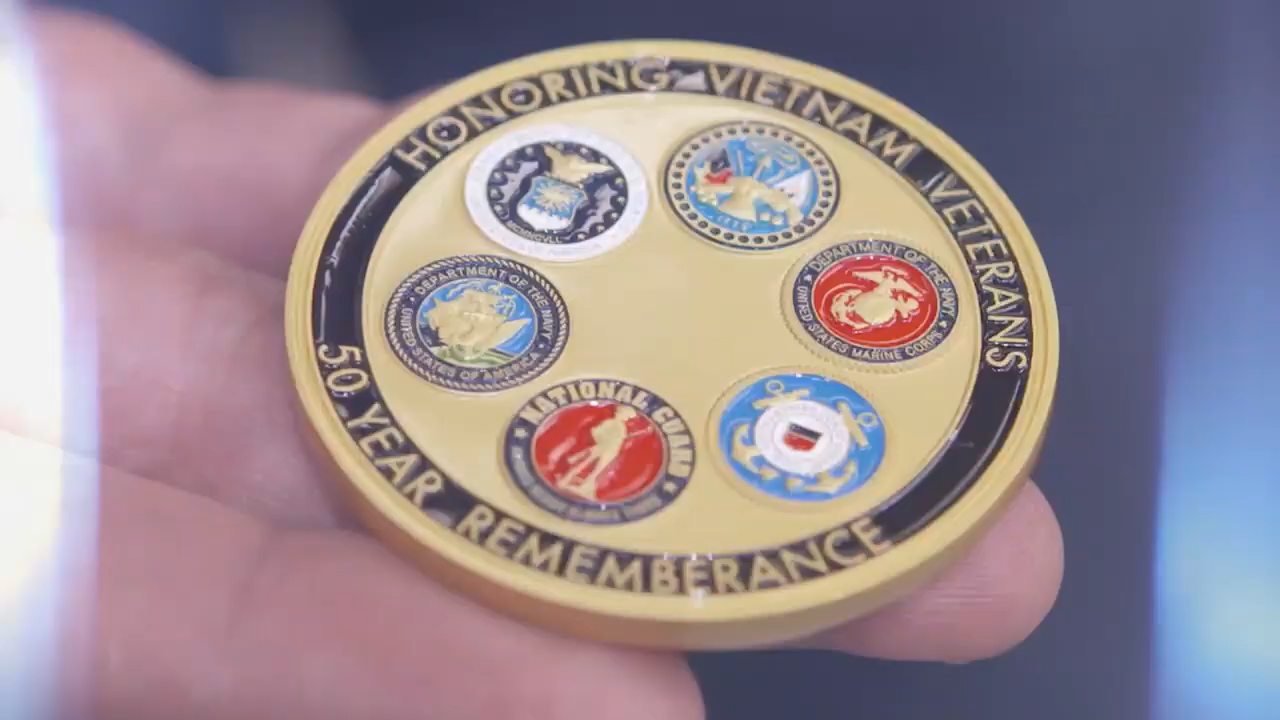 HONORING VIETNAM VETERANS
50 YEAR REMEMBERANCE
DEPARTMENT OF THE NAVY
UNITED STATES MARINE CORPS
DEPARTMENT OF THE NAVY
UNITED STATES OF AMERICA
NATIONAL GUARD